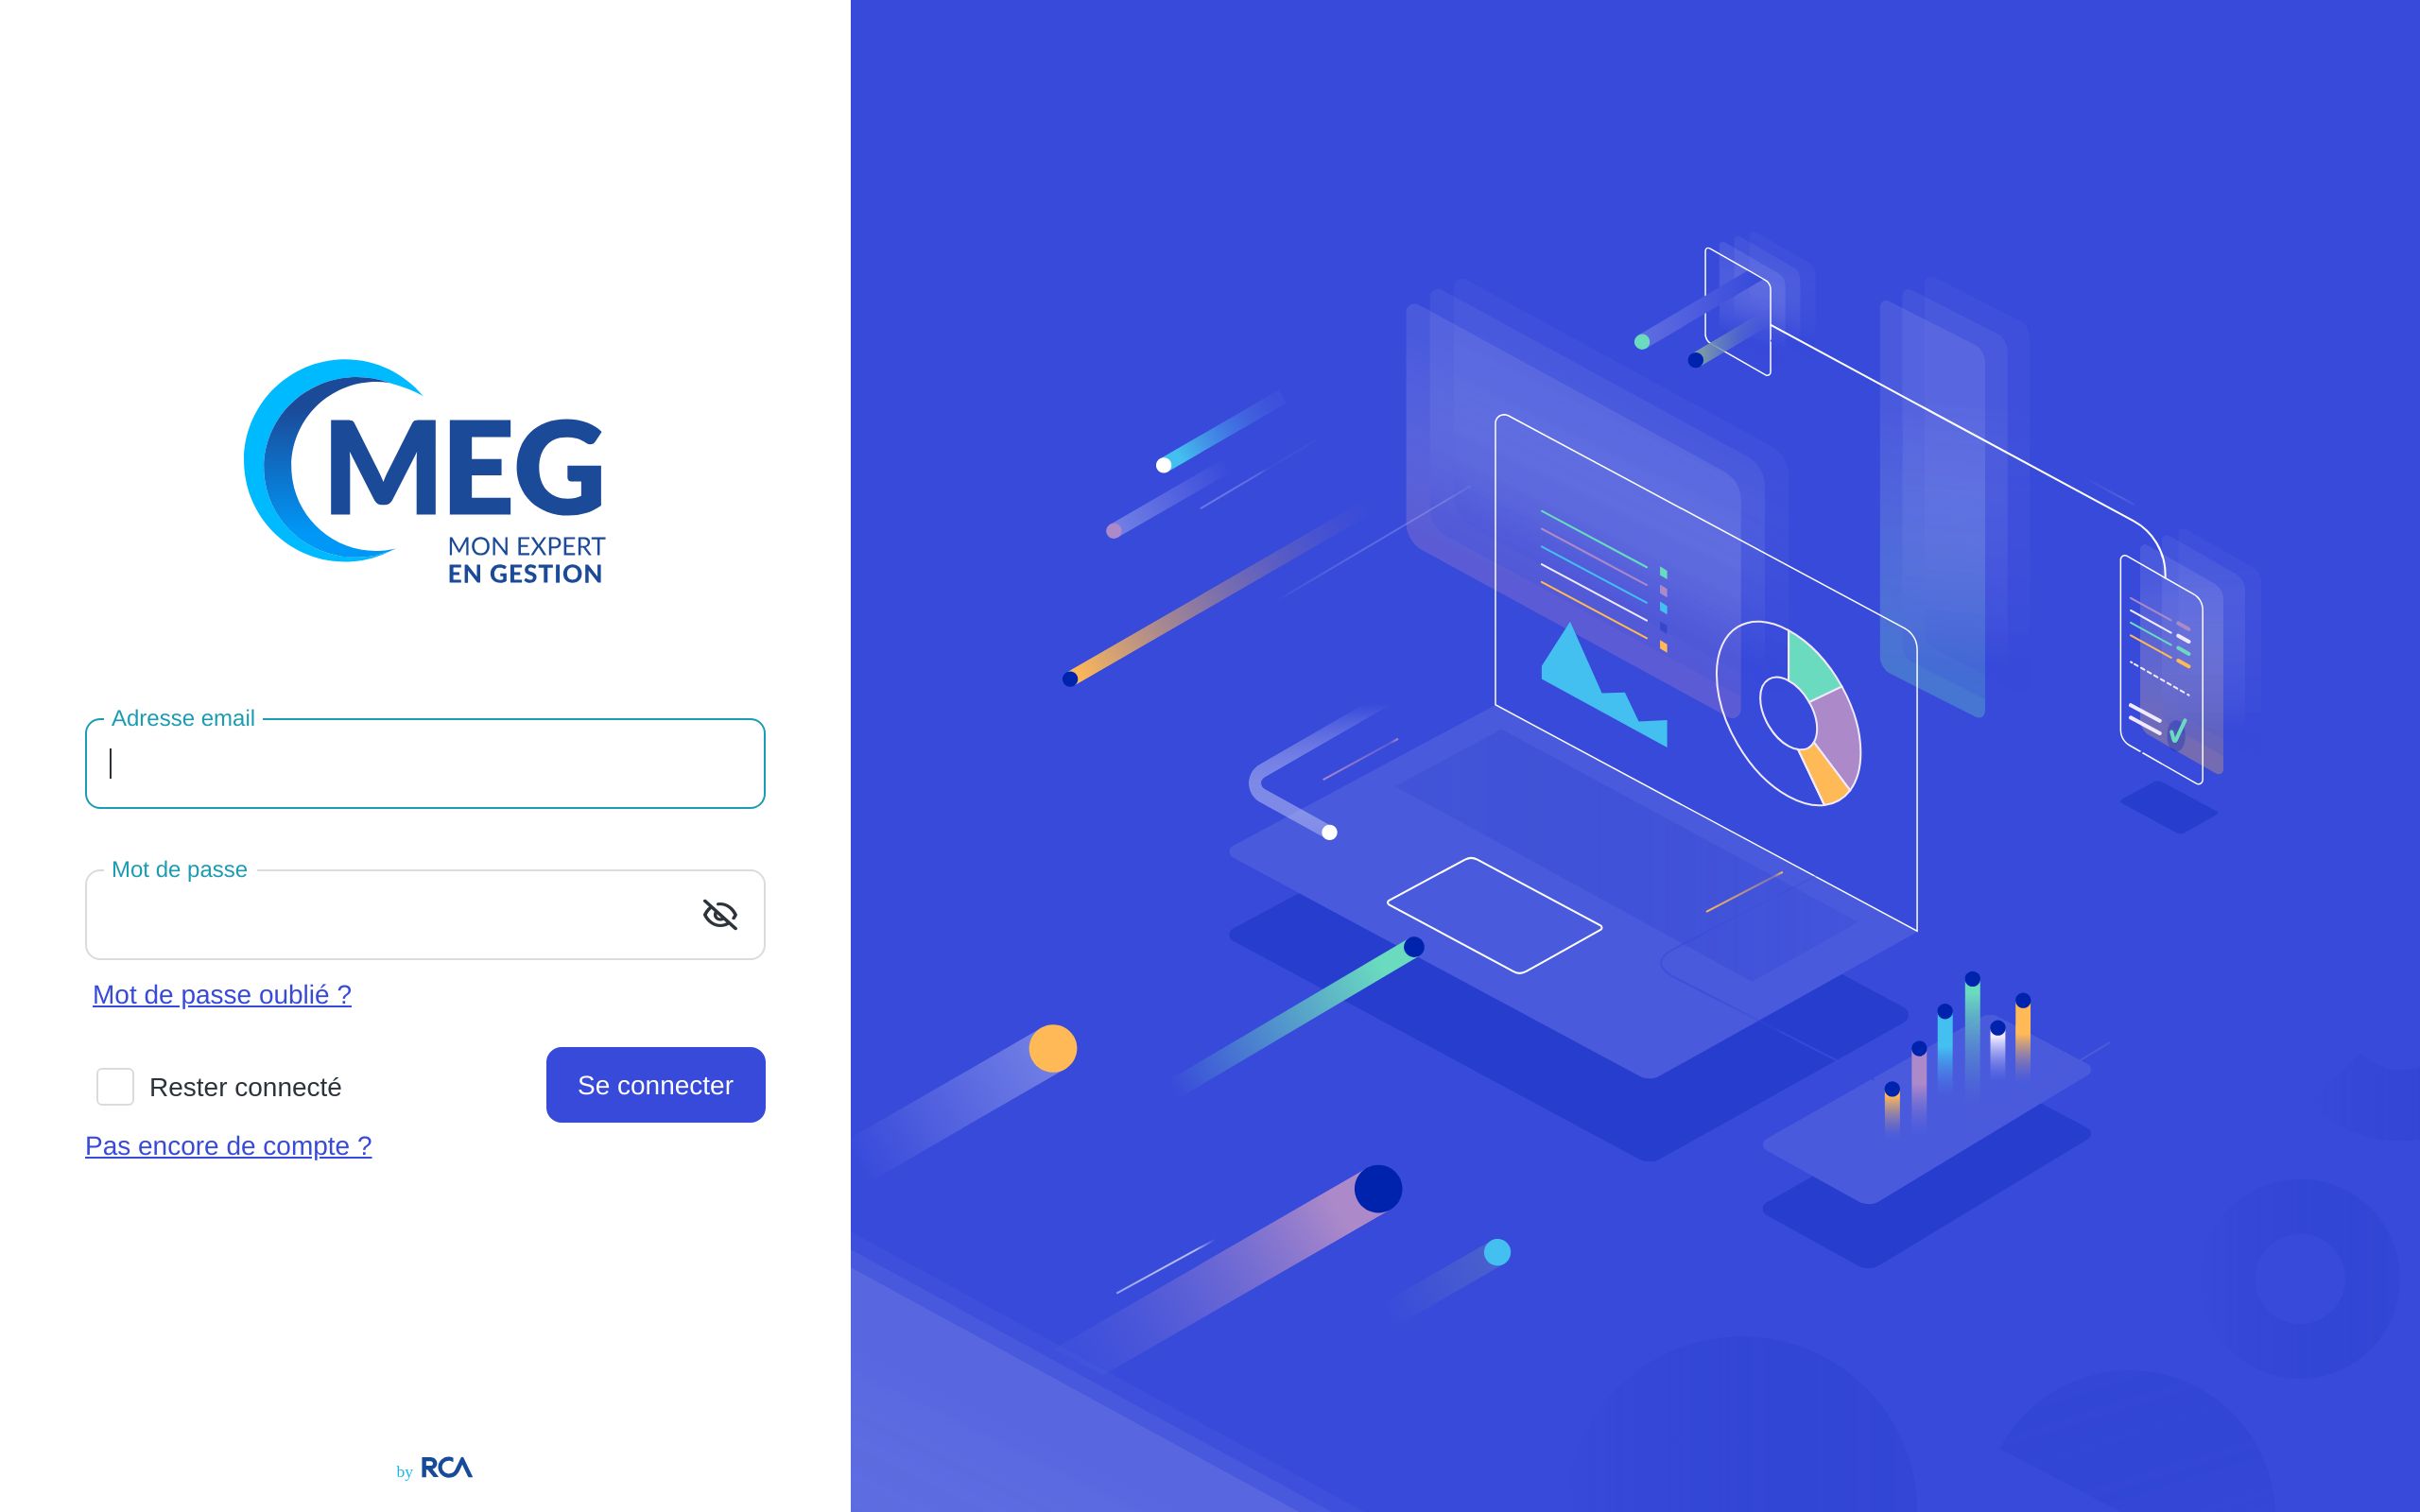 MEG
MON EXPERT
EN GESTION
Adresse email
Mot de passe
Mot de passe oublié ?
Rester connecté
Se connecter
Pas encore de compte ?
by RCA